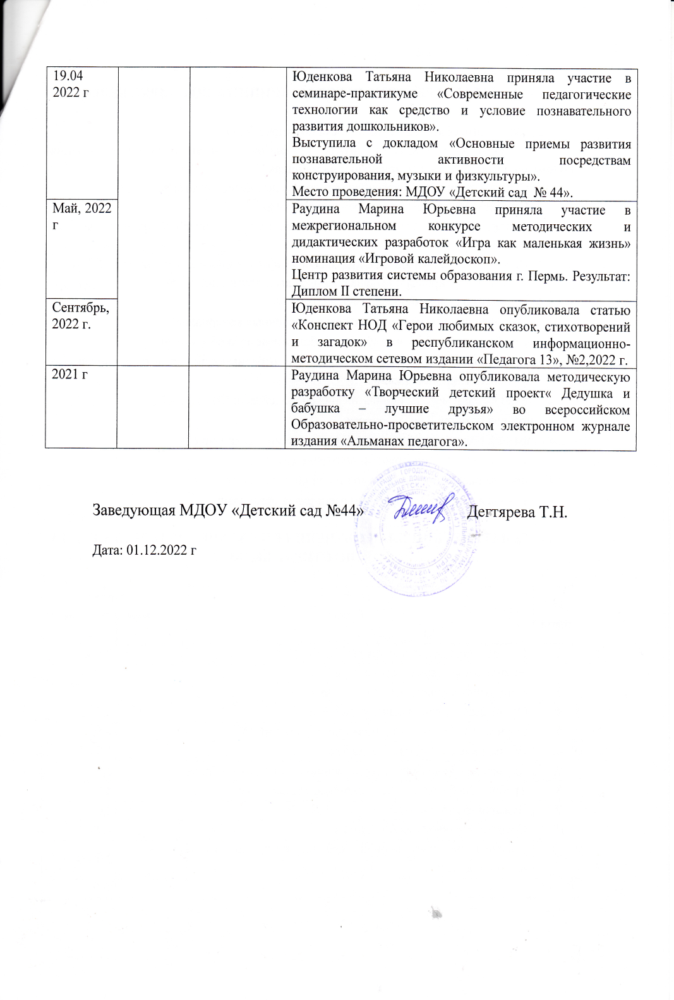 19.04
2022 г
Юденкова Татьяна Николаевна приняла участие в
семинаре-практикуме «Современные педагогические
технологии как средство и условие познавательного
развития дошкольников».
Выступила с докладом «Основные приемы развития
познавательной активности посредствам
конструирования, музыки и физкультуры».
Место проведения: МДОУ «Детский сад № 44».
Май, 2022
г
Раудина Марина Юрьевна приняла участие в
межрегиональном конкурсе методических и
дидактических разработок «Игра как маленькая жизнь»
номинация «Игровой калейдоскоп».
Центр развития системы образования г. Пермь. Результат:
Диплом II степени.
Сентябрь,
2022 г.
Юденкова Татьяна Николаевна опубликовала статью
«Конспект НОД «Герои любимых сказок, стихотворений
и загадок» в республиканском информационно-
методическом сетевом издании «Педагога 13», №2,2022 г.
2021 г
Раудина Марина Юрьевна опубликовала методическую
разработку «Творческий детский проект« Дедушка и
бабушка – лучшие друзья» во всероссийском
Образовательно-просветительском электронном журнале
издания «Альманах педагога».
Заведующая МДОУ «Детский сад №44» Дегтярева Т.Н.
Дата: 01.12.2022 г